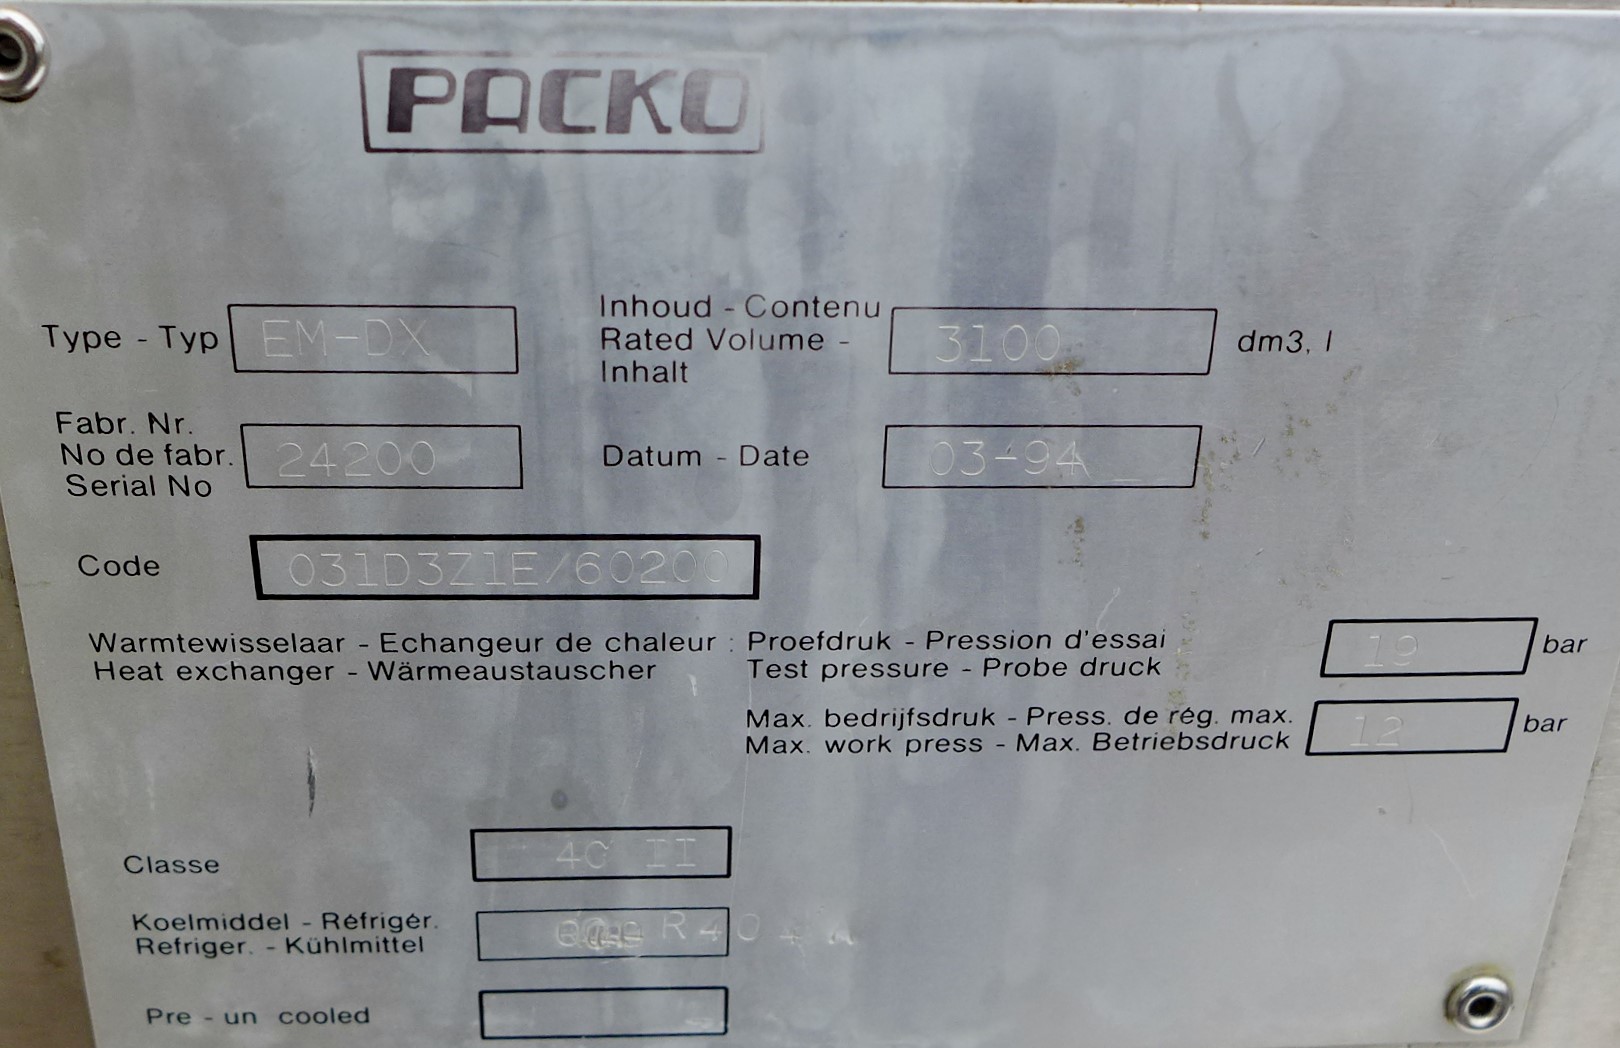 PACKO
Type - Typ EM-DX
Inhoud - Contenu
Rated Volume -
Inhalt
3100 dm3, l
Fabr. Nr.
No de fabr.
Serial No
24200
Datum - Date 03-94
Code 031D3Z1E/60200
Warmtewisselaar - Echangeur de chaleur : Proefdruk - Pression d'essai
Heat exchanger - Wärmeaustauscher Test pressure - Probe druck
19 bar
Max. bedrijfsdruk - Press. de rég. max.
Max. work press - Max. Betriebsdruck
12 bar
Classe 4C II
Koelmiddel - Réfrigér.
Refriger. - Kühlmittel
R404A
Pre - un cooled